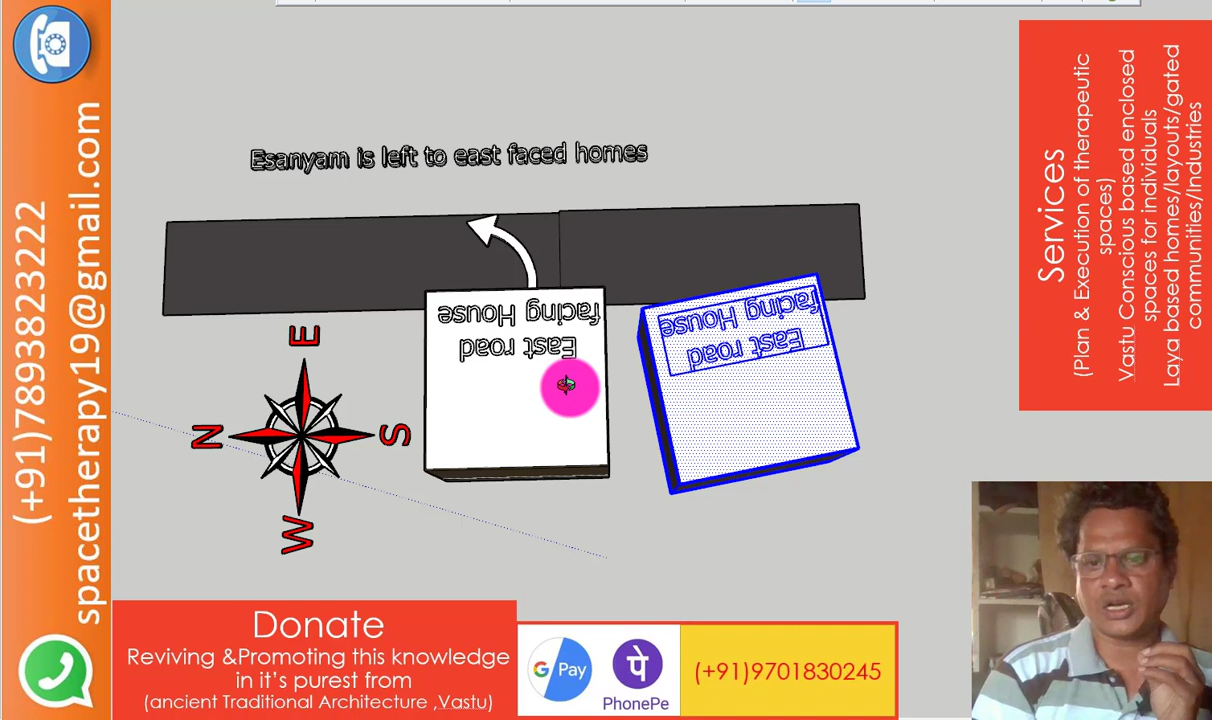 (+91)7893823222
spacetherapy19@gmail.com
Esanyam is left to east faced homes
East road
facing House
East road
facing House
E
N
S
W
Services
(Plan & Execution of therapeutic
spaces)
Vastu Conscious based enclosed
spaces for individuals
Laya based homes/layouts/gated
communities/Industries
Donate
Reviving &Promoting this knowledge
in it's purest from
(ancient Traditional Architecture ,Vastu)
G Pay
पे
PhonePe
(+91)9701830245